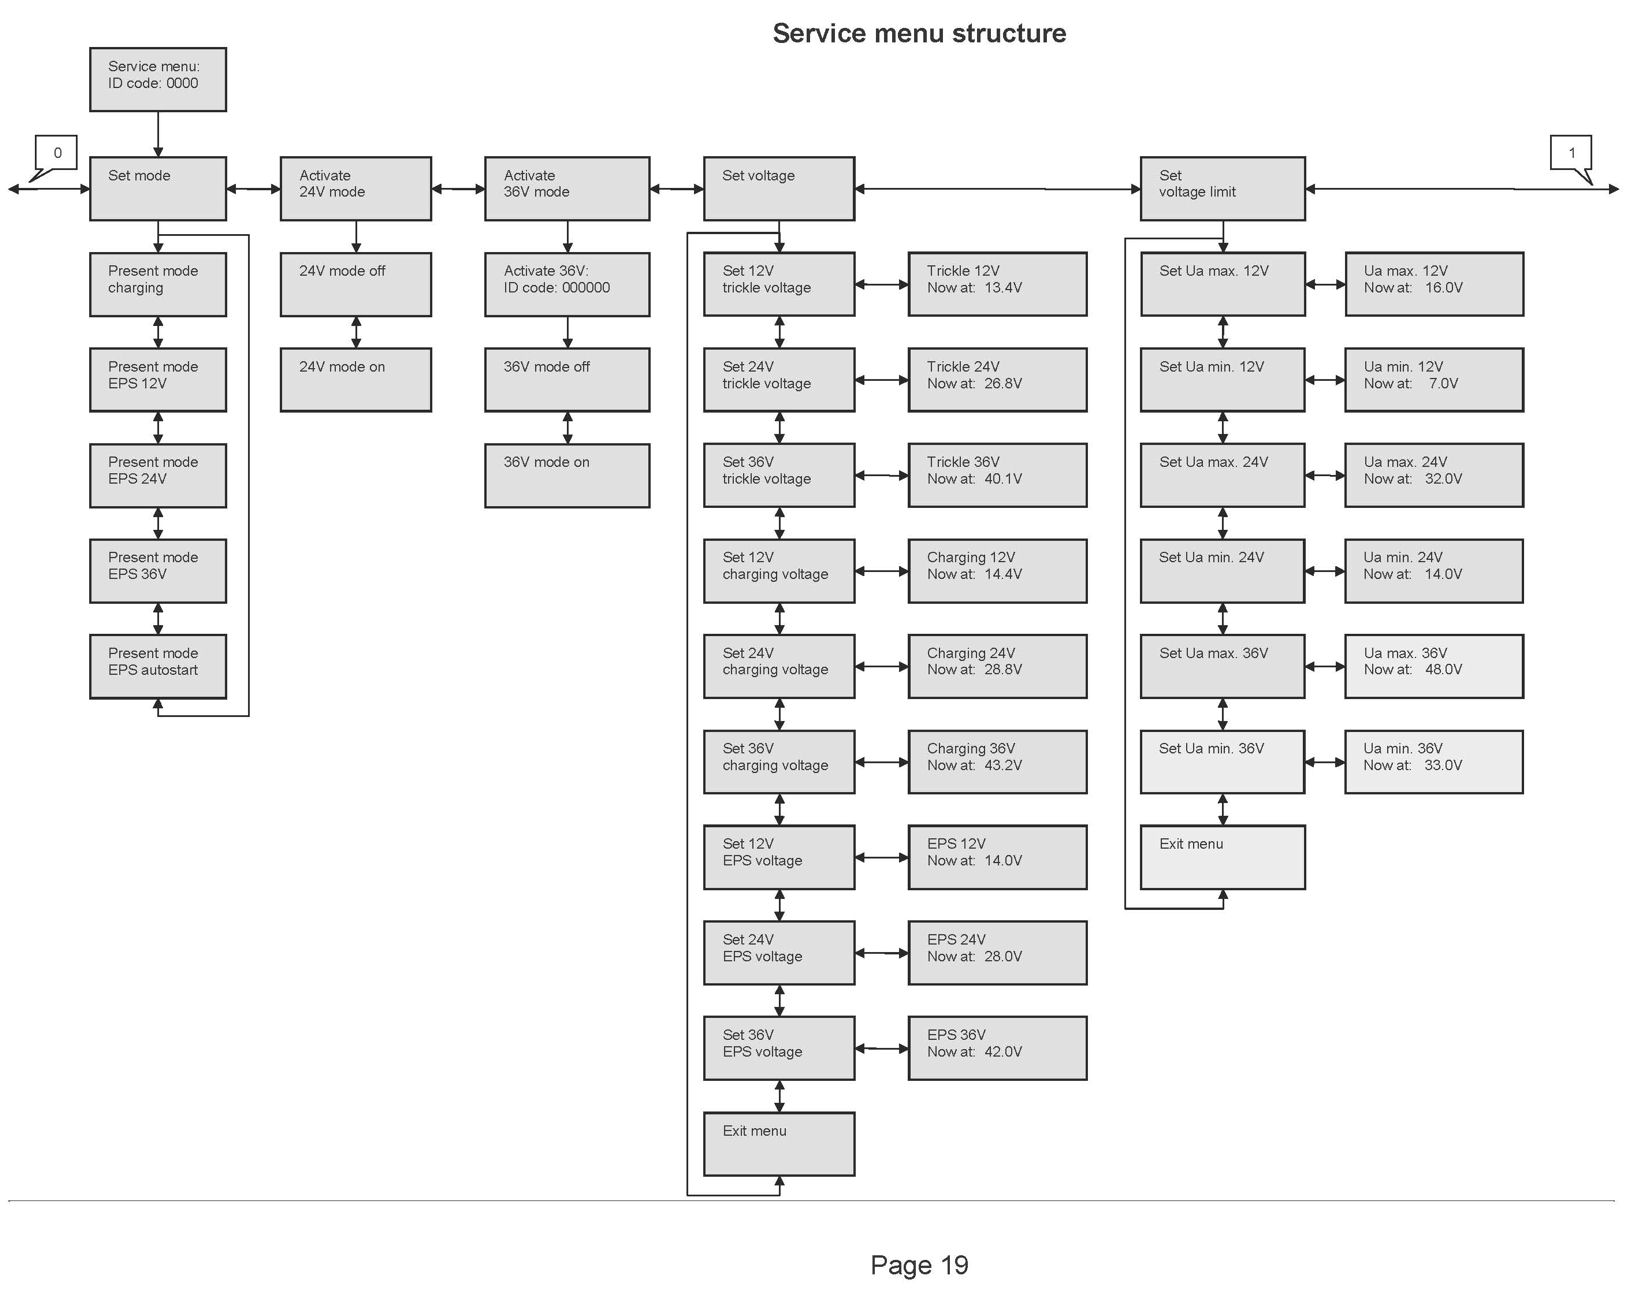 Service menu structure
Service menu:
ID code: 0000
0
1
Set mode
Activate
24V mode
Activate
36V mode
Set voltage
Set
voltage limit
Present mode
charging
Present mode
EPS 12V
Present mode
EPS 24V
Present mode
EPS 36V
Present mode
EPS autostart
24V mode off
24V mode on
Activate 36V:
ID code: 000000
36V mode off
36V mode on
Set 12V
trickle voltage
Trickle 12V
Now at: 13.4V
Set 24V
trickle voltage
Trickle 24V
Now at: 26.8V
Set 36V
trickle voltage
Trickle 36V
Now at: 40.1V
Set 12V
charging voltage
Charging 12V
Now at: 14.4V
Set 24V
charging voltage
Charging 24V
Now at: 28.8V
Set 36V
charging voltage
Charging 36V
Now at: 43.2V
Set 12V
EPS voltage
EPS 12V
Now at: 14.0V
Set 24V
EPS voltage
EPS 24V
Now at: 28.0V
Set 36V
EPS voltage
EPS 36V
Now at: 42.0V
Exit menu
Set Ua max. 12V
Ua max. 12V
Now at: 16.0V
Set Ua min. 12V
Ua min. 12V
Now at: 7.0V
Set Ua max. 24V
Ua max. 24V
Now at: 32.0V
Set Ua min. 24V
Ua min. 24V
Now at: 14.0V
Set Ua max. 36V
Ua max. 36V
Now at: 48.0V
Set Ua min. 36V
Ua min. 36V
Now at: 33.0V
Exit menu
Page 19